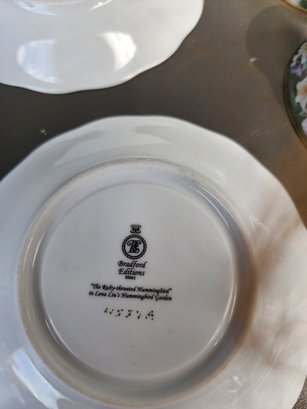 Bradford
Editions
"The Ruby-throated Hummingbird"
in Lena Liu's Hummingbird Garden